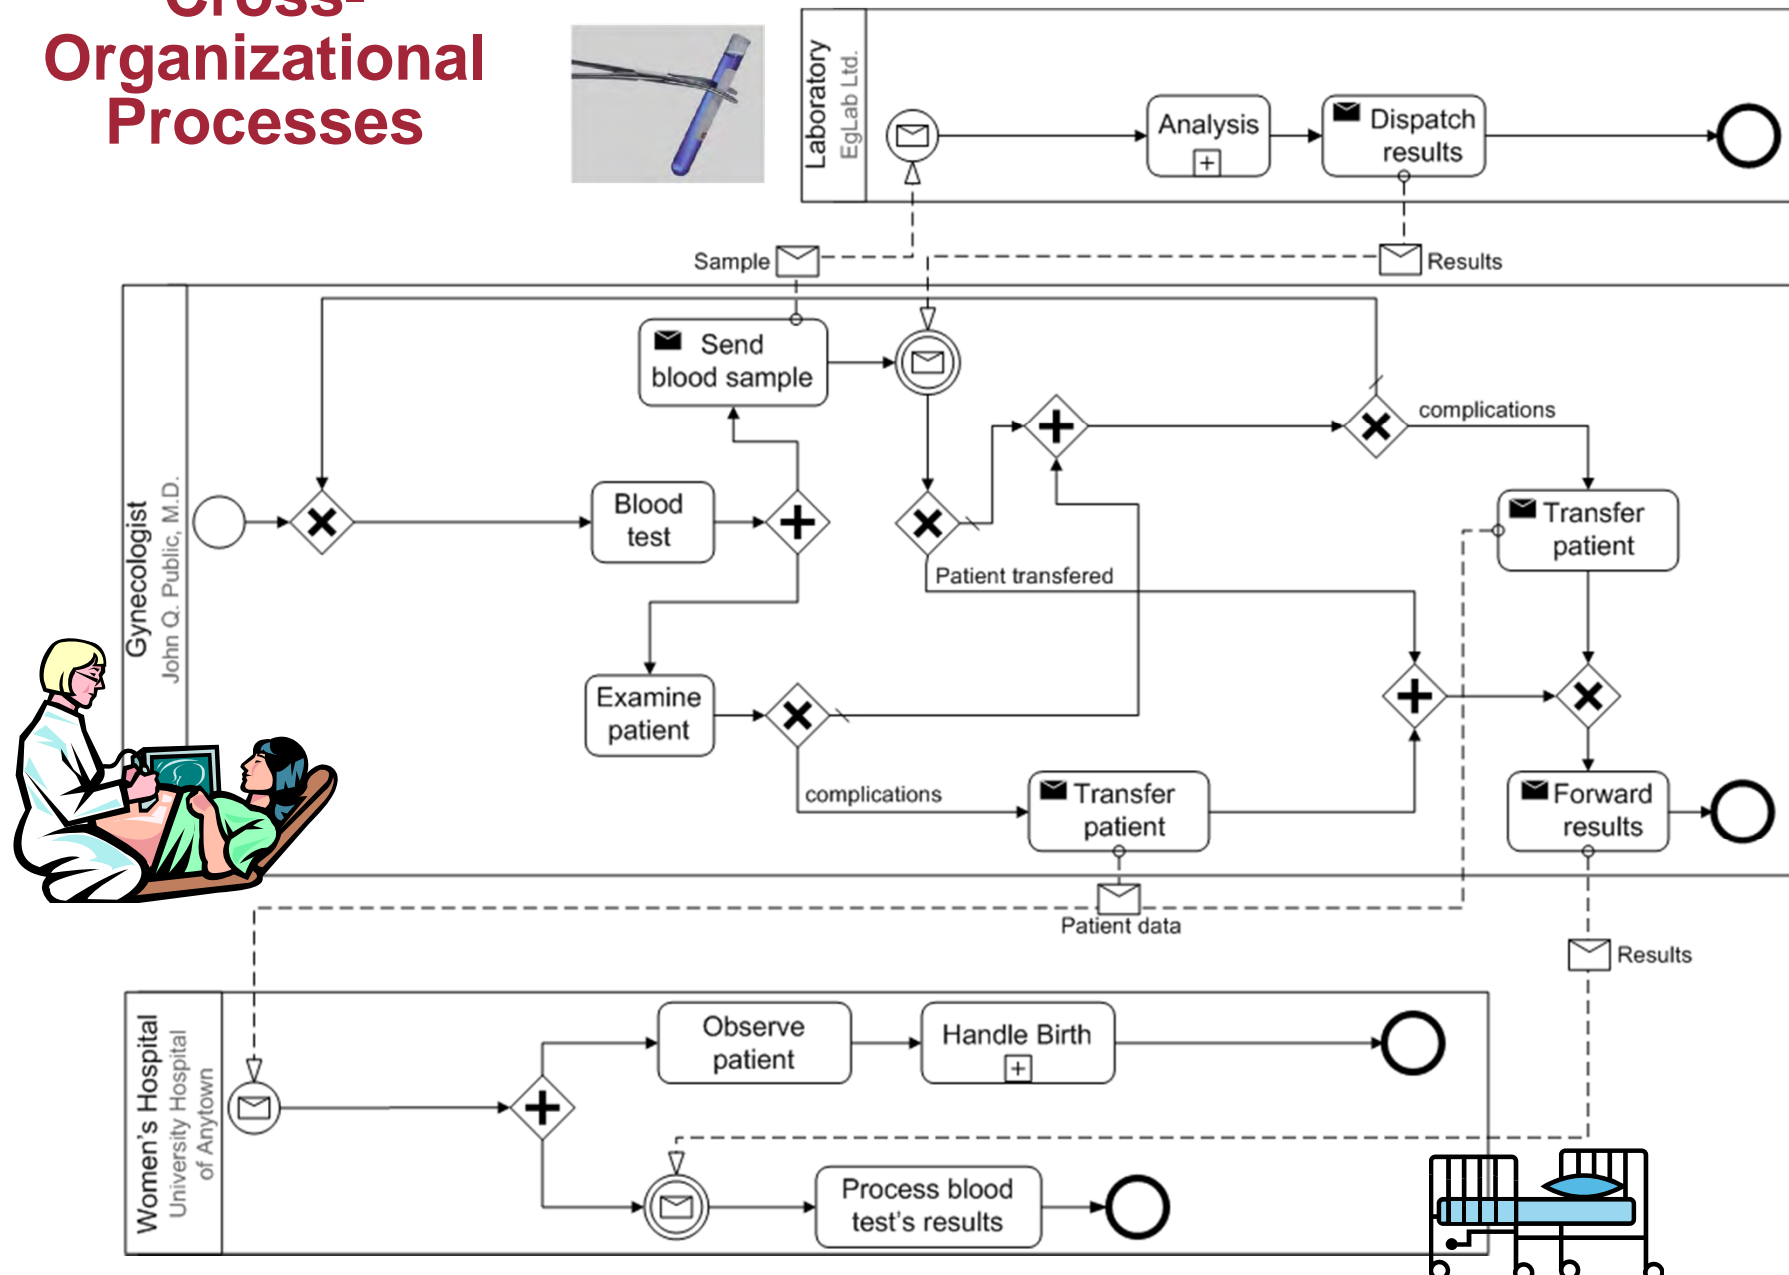 Cross-
Organizational
Processes
Laboratory
EgLab Ltd.
Analysis
Dispatch
results
Sample
Results
Gynecologist
John Q. Public, M.D.
Send
blood sample
complications
Blood
test
Transfer
patient
Patient transfered
Examine
patient
complications
Transfer
patient
Forward
results
Patient data
Results
Women's Hospital
University Hospital
of Anytown
Observe
patient
Handle Birth
Process blood
test's results